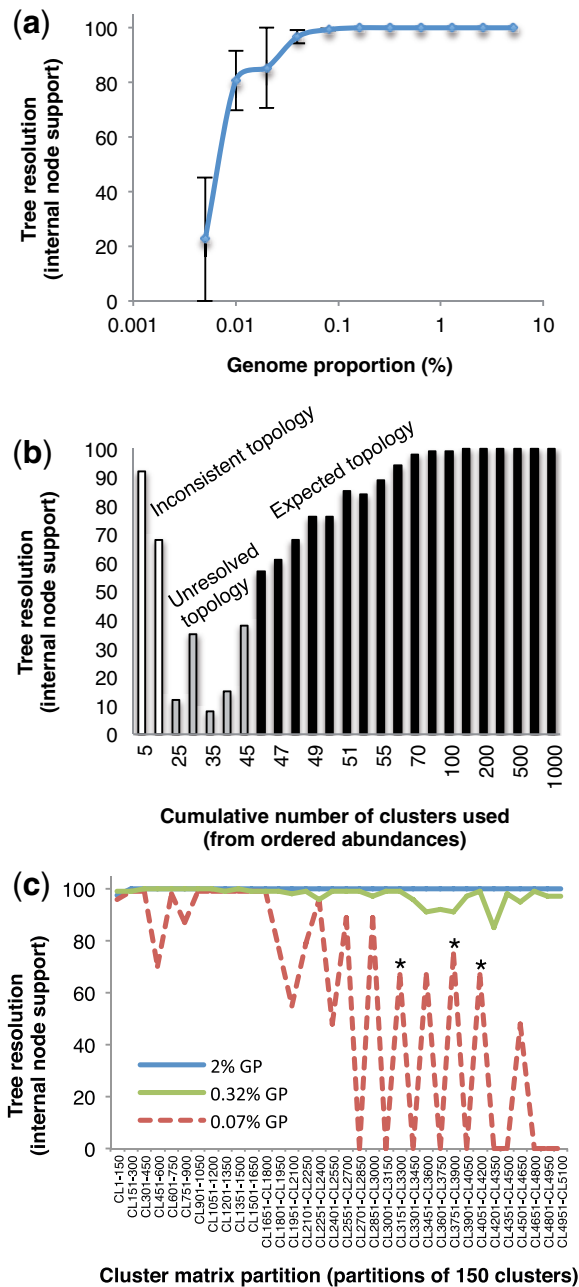 (a)
Tree resolution
(internal node support)
100
80
60
40
20
0
0.001
0.01
0.1
1
10
Genome proportion (%)
(b)
Tree resolution
(internal node support)
100
90
80
70
60
50
40
30
20
10
0
Inconsistent topology
Unresolved
topology
Expected topology
5
25
35
45
47
49
51
55
70
100
200
500
1000
Cumulative number of clusters used
(from ordered abundances)
(c)
Tree resolution
(internal node support)
100
80
60
40
20
0
* * *
2% GP
0.32% GP
0.07% GP
CL1-150
CL151-300
CL301-450
CL451-600
CL601-750
CL751-900
CL901-1050
CL1051-1200
CL1201-1350
CL1351-1500
CL1501-1650
CL1651-CL1800
CL1801-CL1950
CL1951-CL2100
CL2101-CL2250
CL2251-CL2400
CL2401-CL2550
CL2551-CL2700
CL2701-CL2850
CL2851-CL3000
CL3001-CL3150
CL3151-CL3300
CL3301-CL3450
CL3451-CL3600
CL3601-CL3750
CL3751-CL3900
CL3901-CL4050
CL4051-CL4200
CL4201-CL4350
CL4351-CL4500
CL4501-CL4650
CL4651-CL4800
CL4801-CL4950
CL4951-CL5100
Cluster matrix partition (partitions of 150 clusters)